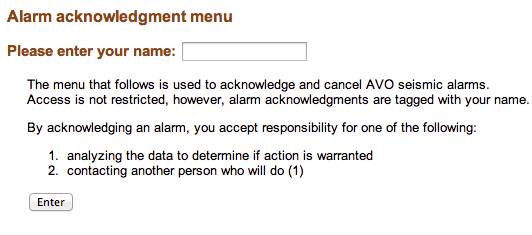 Alarm acknowledgment menu
Please enter your name:
The menu that follows is used to acknowledge and cancel AVO seismic alarms.
Access is not restricted, however, alarm acknowledgments are tagged with your name.
By acknowledging an alarm, you accept responsibility for one of the following:
1. analyzing the data to determine if action is warranted
2. contacting another person who will do (1)
Enter